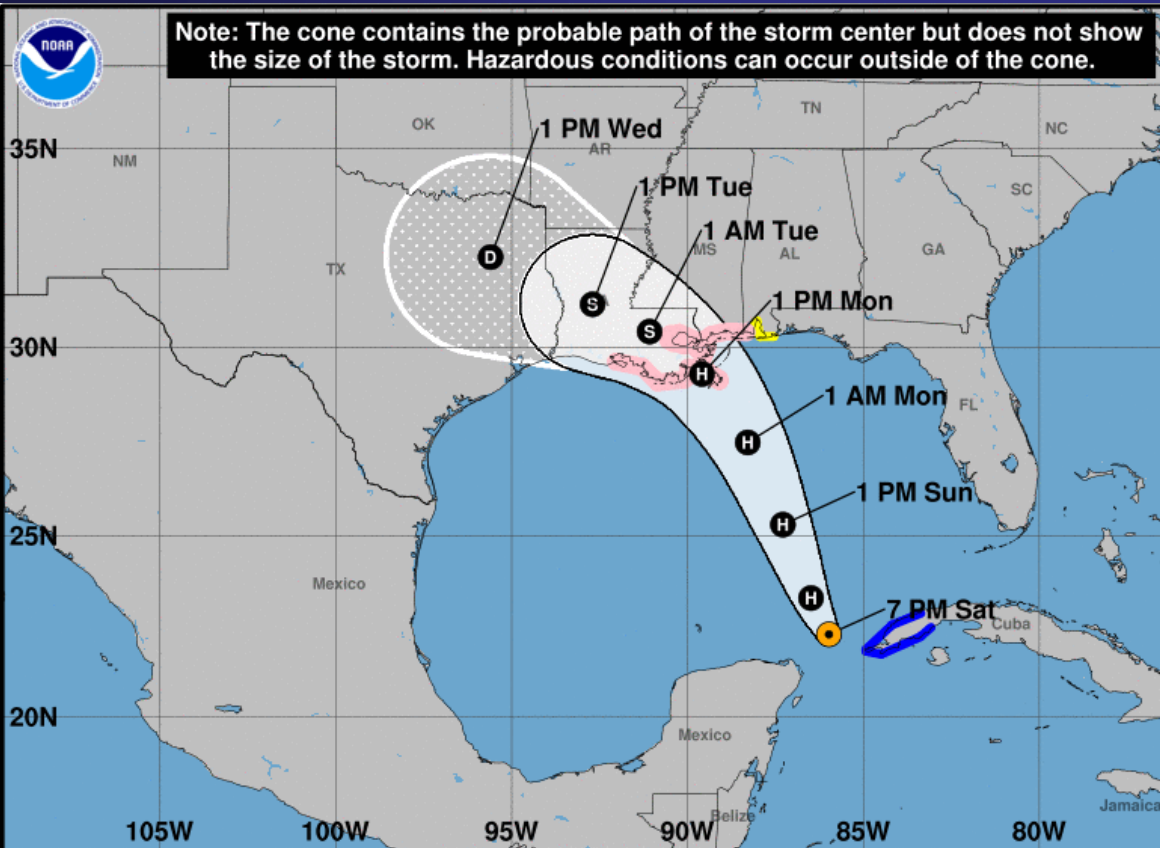 Note: The cone contains the probable path of the storm center but does not show
the size of the storm. Hazardous conditions can occur outside of the cone.
NOAA
TN
OK
1 PM Wed
NC
35N
NM
AR
1 PM Tue
SC
1 AM Tue
MS
AL
GA
D
TX
1 PM Mon
S
S
30N
H
1 AM Mon
FL
H
1 PM Sun
H
25N
Mexico
H
7 PM Sat
Cuba
20N
Mexico
Jamaica
Belize
105W
100W
95W
90W
85W
80W